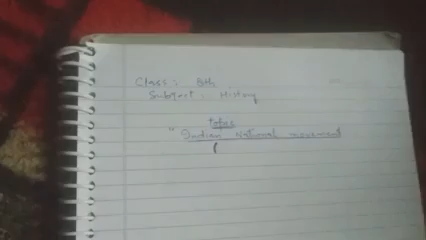 Class:- 8th
Subject:- History
Topic
"Indian National movement
(